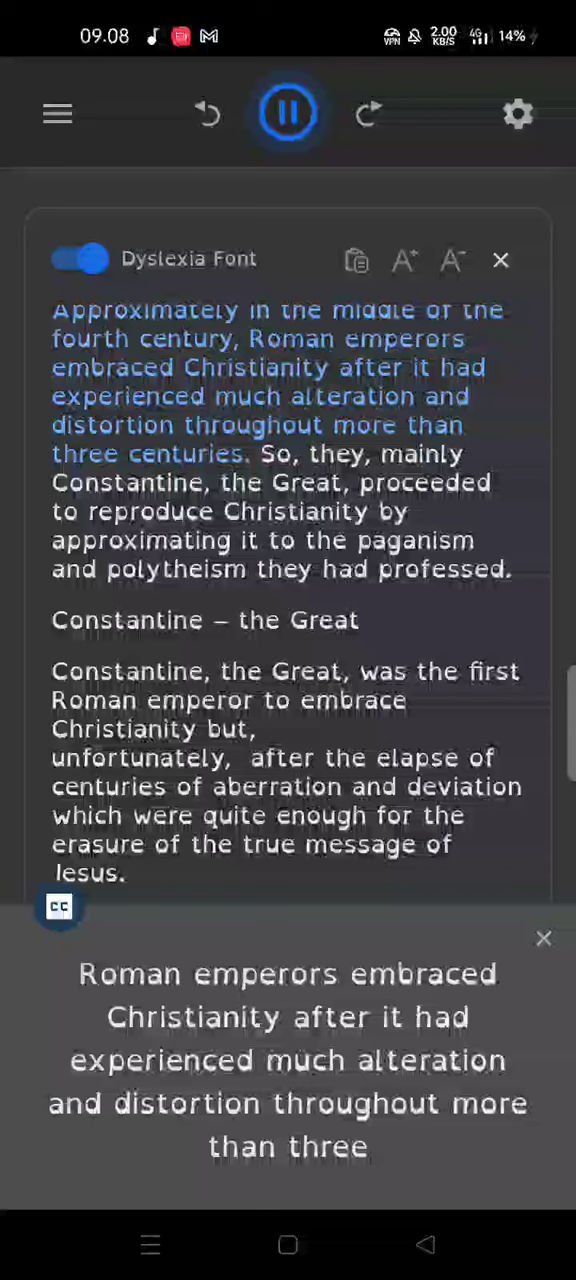 09.08
VPN
2.00
KB/S
4G
14%
Dyslexia Font
A+
A-
Approximately in the middle of the
fourth century, Roman emperors
embraced Christianity after it had
experienced much alteration and
distortion throughout more than
three centuries. So, they, mainly
Constantine, the Great, proceeded
to reproduce Christianity by
approximating it to the paganism
and polytheism they had professed.
Constantine – the Great
Constantine, the Great, was the first
Roman emperor to embrace
Christianity but,
unfortunately,  after the elapse of
centuries of aberration and deviation
which were quite enough for the
erasure of the true message of
Jesus.
CC
Roman emperors embraced
Christianity after it had
experienced much alteration
and distortion throughout more
than three